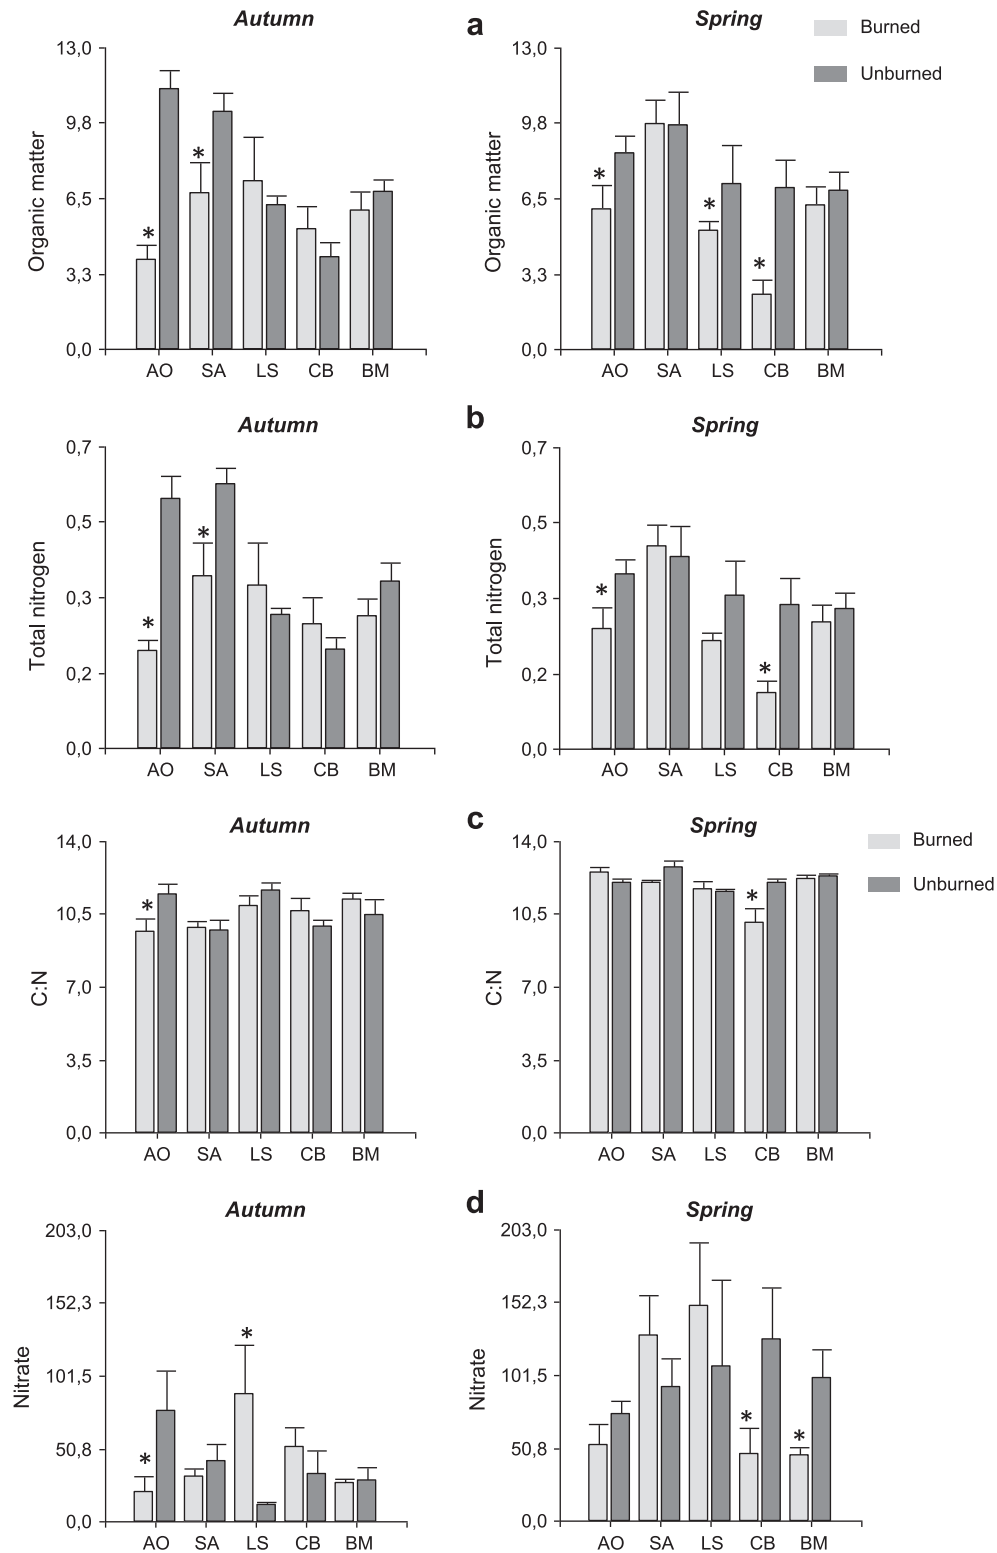 Autumn
a
Spring
Burned
Unburned
13,0
9,8
6,5
3,3
0,0
Organic matter
*
*
AO SA LS CB BM
13,0
9,8
6,5
3,3
0,0
Organic matter
*
*
*
AO SA LS CB BM
Autumn
b
Spring
0,7
0,5
0,3
0,2
0,0
Total nitrogen
*
*
AO SA LS CB BM
0,7
0,5
0,3
0,2
0,0
Total nitrogen
*
*
AO SA LS CB BM
Autumn
c
Spring
Burned
Unburned
14,0
10,5
7,0
3,5
0,0
C:N
*
AO SA LS CB BM
14,0
10,5
7,0
3,5
0,0
C:N
*
AO SA LS CB BM
Autumn
d
Spring
203,0
152,3
101,5
50,8
0,0
Nitrate
*
*
AO SA LS CB BM
203,0
152,3
101,5
50,8
0,0
Nitrate
*
*
AO SA LS CB BM